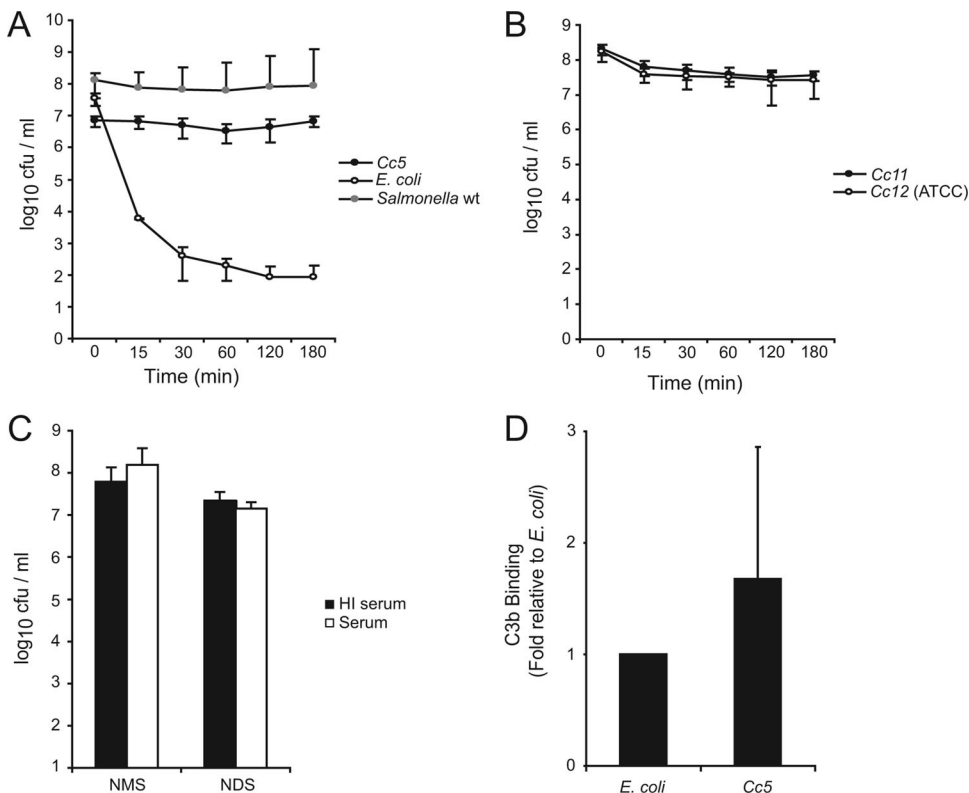 A
10
9
8
7
6
5
4
3
2
1
0
log10 cfu / ml
0 15 30 60 120 180
Time (min)
Cc5
E. coli
Salmonella wt
B
9
8
7
6
5
4
3
2
1
0
log10 cfu / ml
0 15 30 60 120 180
Time (min)
Cc11
Cc12 (ATCC)
C
9
8
7
6
7
4
3
2
1
log10 cfu / ml
NMS NDS
HI serum
Serum
D
3
2
1
0
C3b Binding
(Fold relative to E. coli)
E. coli Cc5